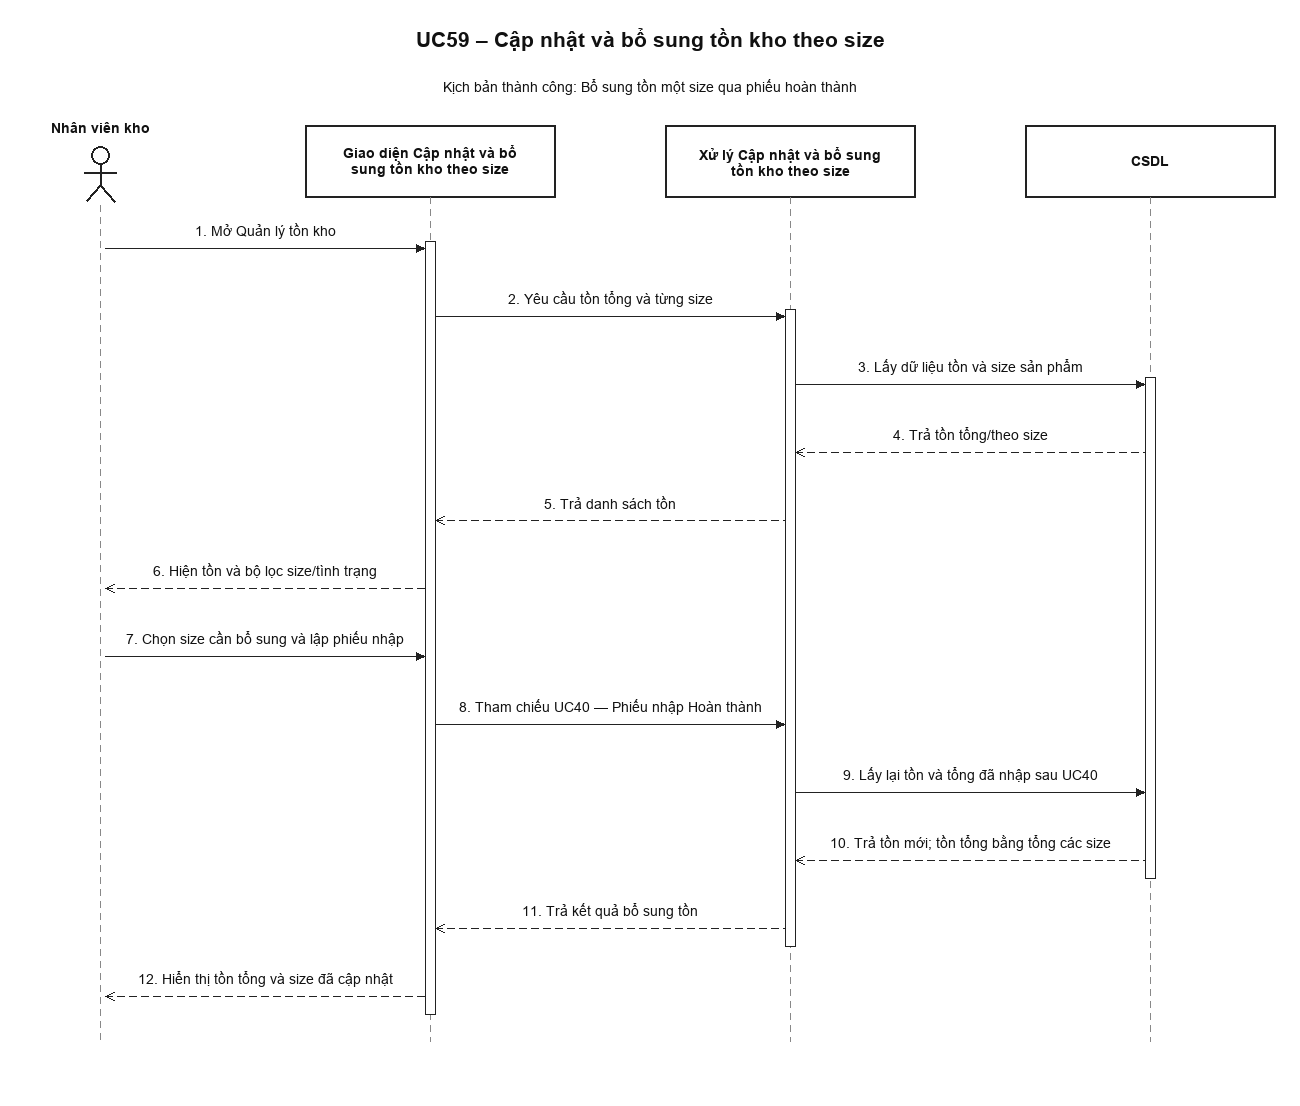 UC59 – Cập nhật và bổ sung tồn kho theo size
Kịch bản thành công: Bổ sung tồn một size qua phiếu hoàn thành
Nhân viên kho
Giao diện Cập nhật và bổ
sung tồn kho theo size
Xử lý Cập nhật và bổ sung
tồn kho theo size
CSDL
1. Mở Quản lý tồn kho
2. Yêu cầu tồn tổng và từng size
3. Lấy dữ liệu tồn và size sản phẩm
4. Trả tồn tổng/theo size
5. Trả danh sách tồn
6. Hiện tồn và bộ lọc size/tình trạng
7. Chọn size cần bổ sung và lập phiếu nhập
8. Tham chiếu UC40 — Phiếu nhập Hoàn thành
9. Lấy lại tồn và tổng đã nhập sau UC40
10. Trả tồn mới; tồn tổng bằng tổng các size
11. Trả kết quả bổ sung tồn
12. Hiển thị tồn tổng và size đã cập nhật